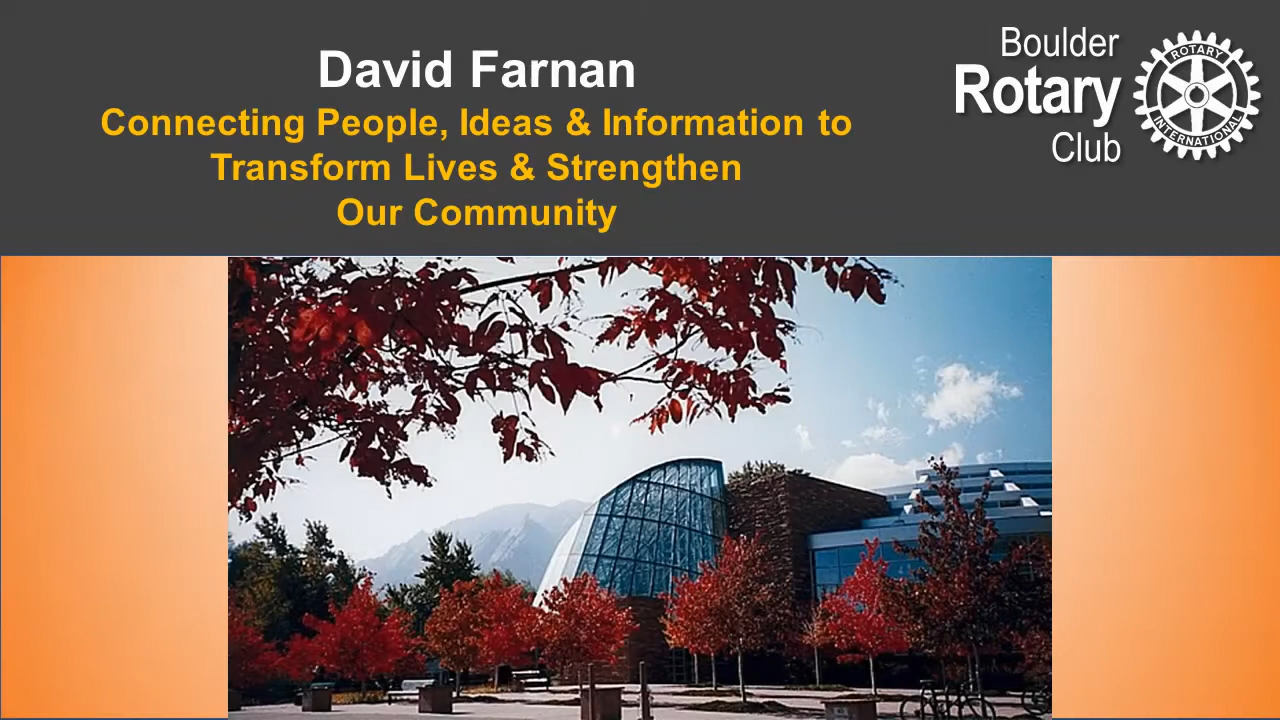 David Farnan
Connecting People, Ideas & Information to
Transform Lives & Strengthen
Our Community
Boulder
Rotary
Club
ROTARY
INTERNATIONAL